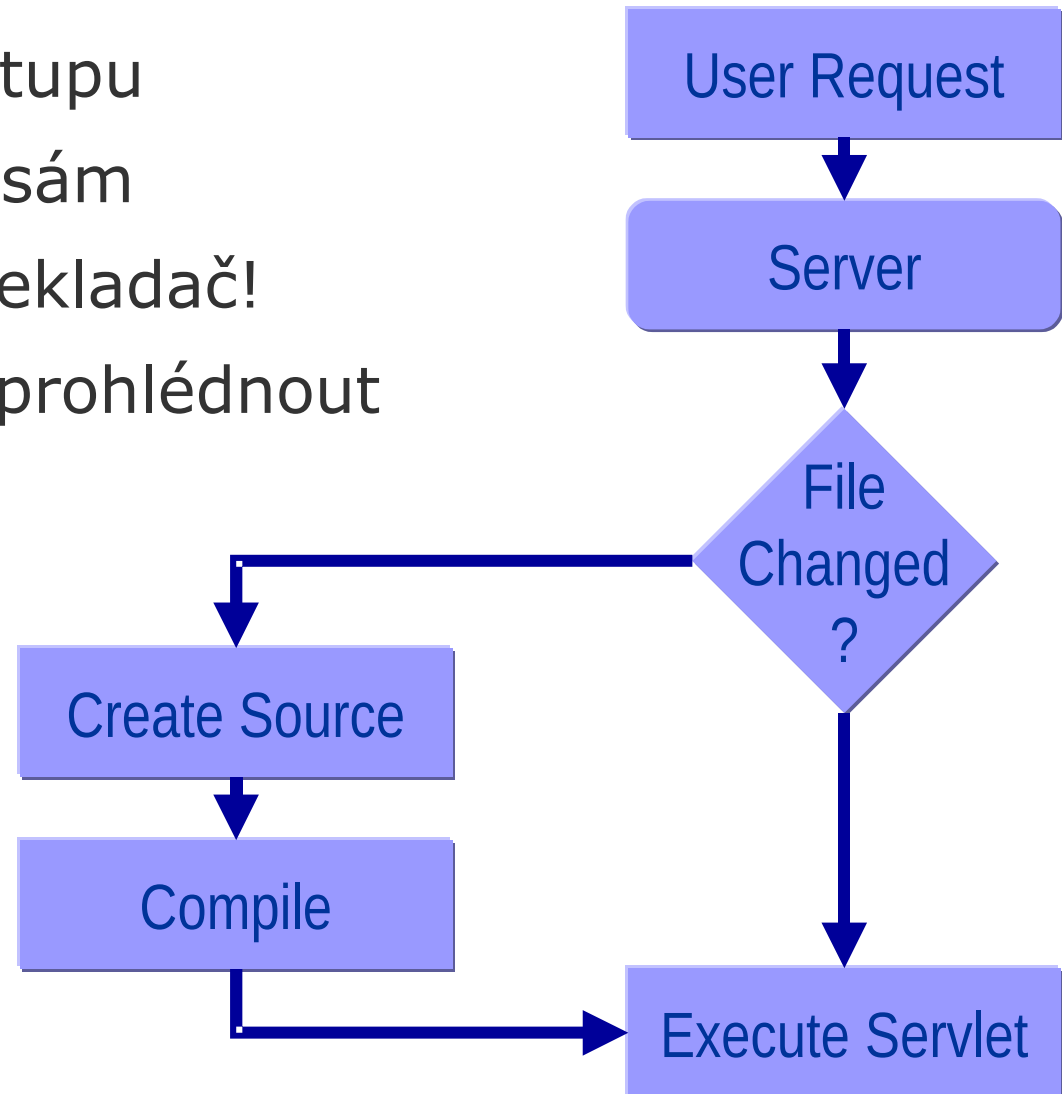 tupu
sám
ekladač!
prohlédnout
User Request
Server
File
Changed
?
Create Source
Compile
Execute Servlet